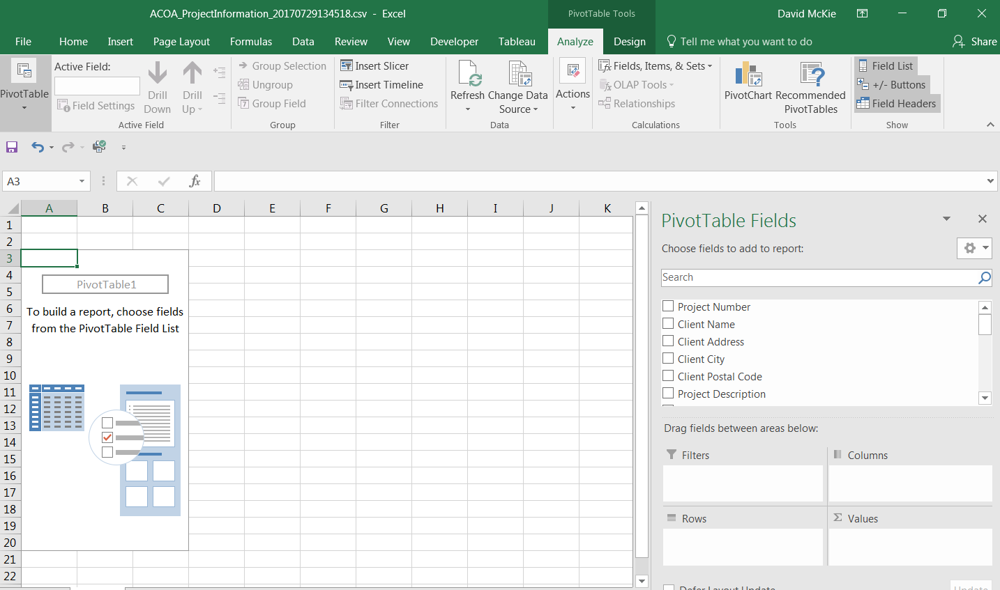 ACOA_ProjectInformation_20170729134518.csv - Excel
PivotTable Tools
David McKie
File Home Insert Page Layout Formulas Data Review View Developer Tableau Analyze Design Tell me what you want to do Share
PivotTable
Active Field:
Field Settings
Drill Down
Drill Up
Active Field
Group Selection
Ungroup
Group Field
Group
Insert Slicer
Insert Timeline
Filter Connections
Filter
Refresh
Change Data Source
Data
Actions
Fields, Items, & Sets
OLAP Tools
Relationships
Calculations
PivotChart
Recommended PivotTables
Tools
Field List
+/- Buttons
Field Headers
Show
A3
fx
A B C D E F G H I J K
1
2
3
4
5
6
7
8
9
10
11
12
13
14
15
16
17
18
19
20
21
22
PivotTable1
To build a report, choose fields
from the PivotTable Field List
PivotTable Fields
Choose fields to add to report:
Search
Project Number
Client Name
Client Address
Client City
Client Postal Code
Project Description
Drag fields between areas below:
Filters
Columns
Rows
Σ Values
Defer Layout Update
Update